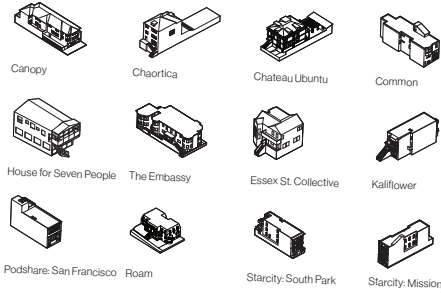 Canopy
Chaortica
Chateau Ubuntu
Common
House for Seven People
The Embassy
Essex St. Collective
Kaliflower
Podshare: San Francisco
Roam
Starcity: South Park
Starcity: Mission